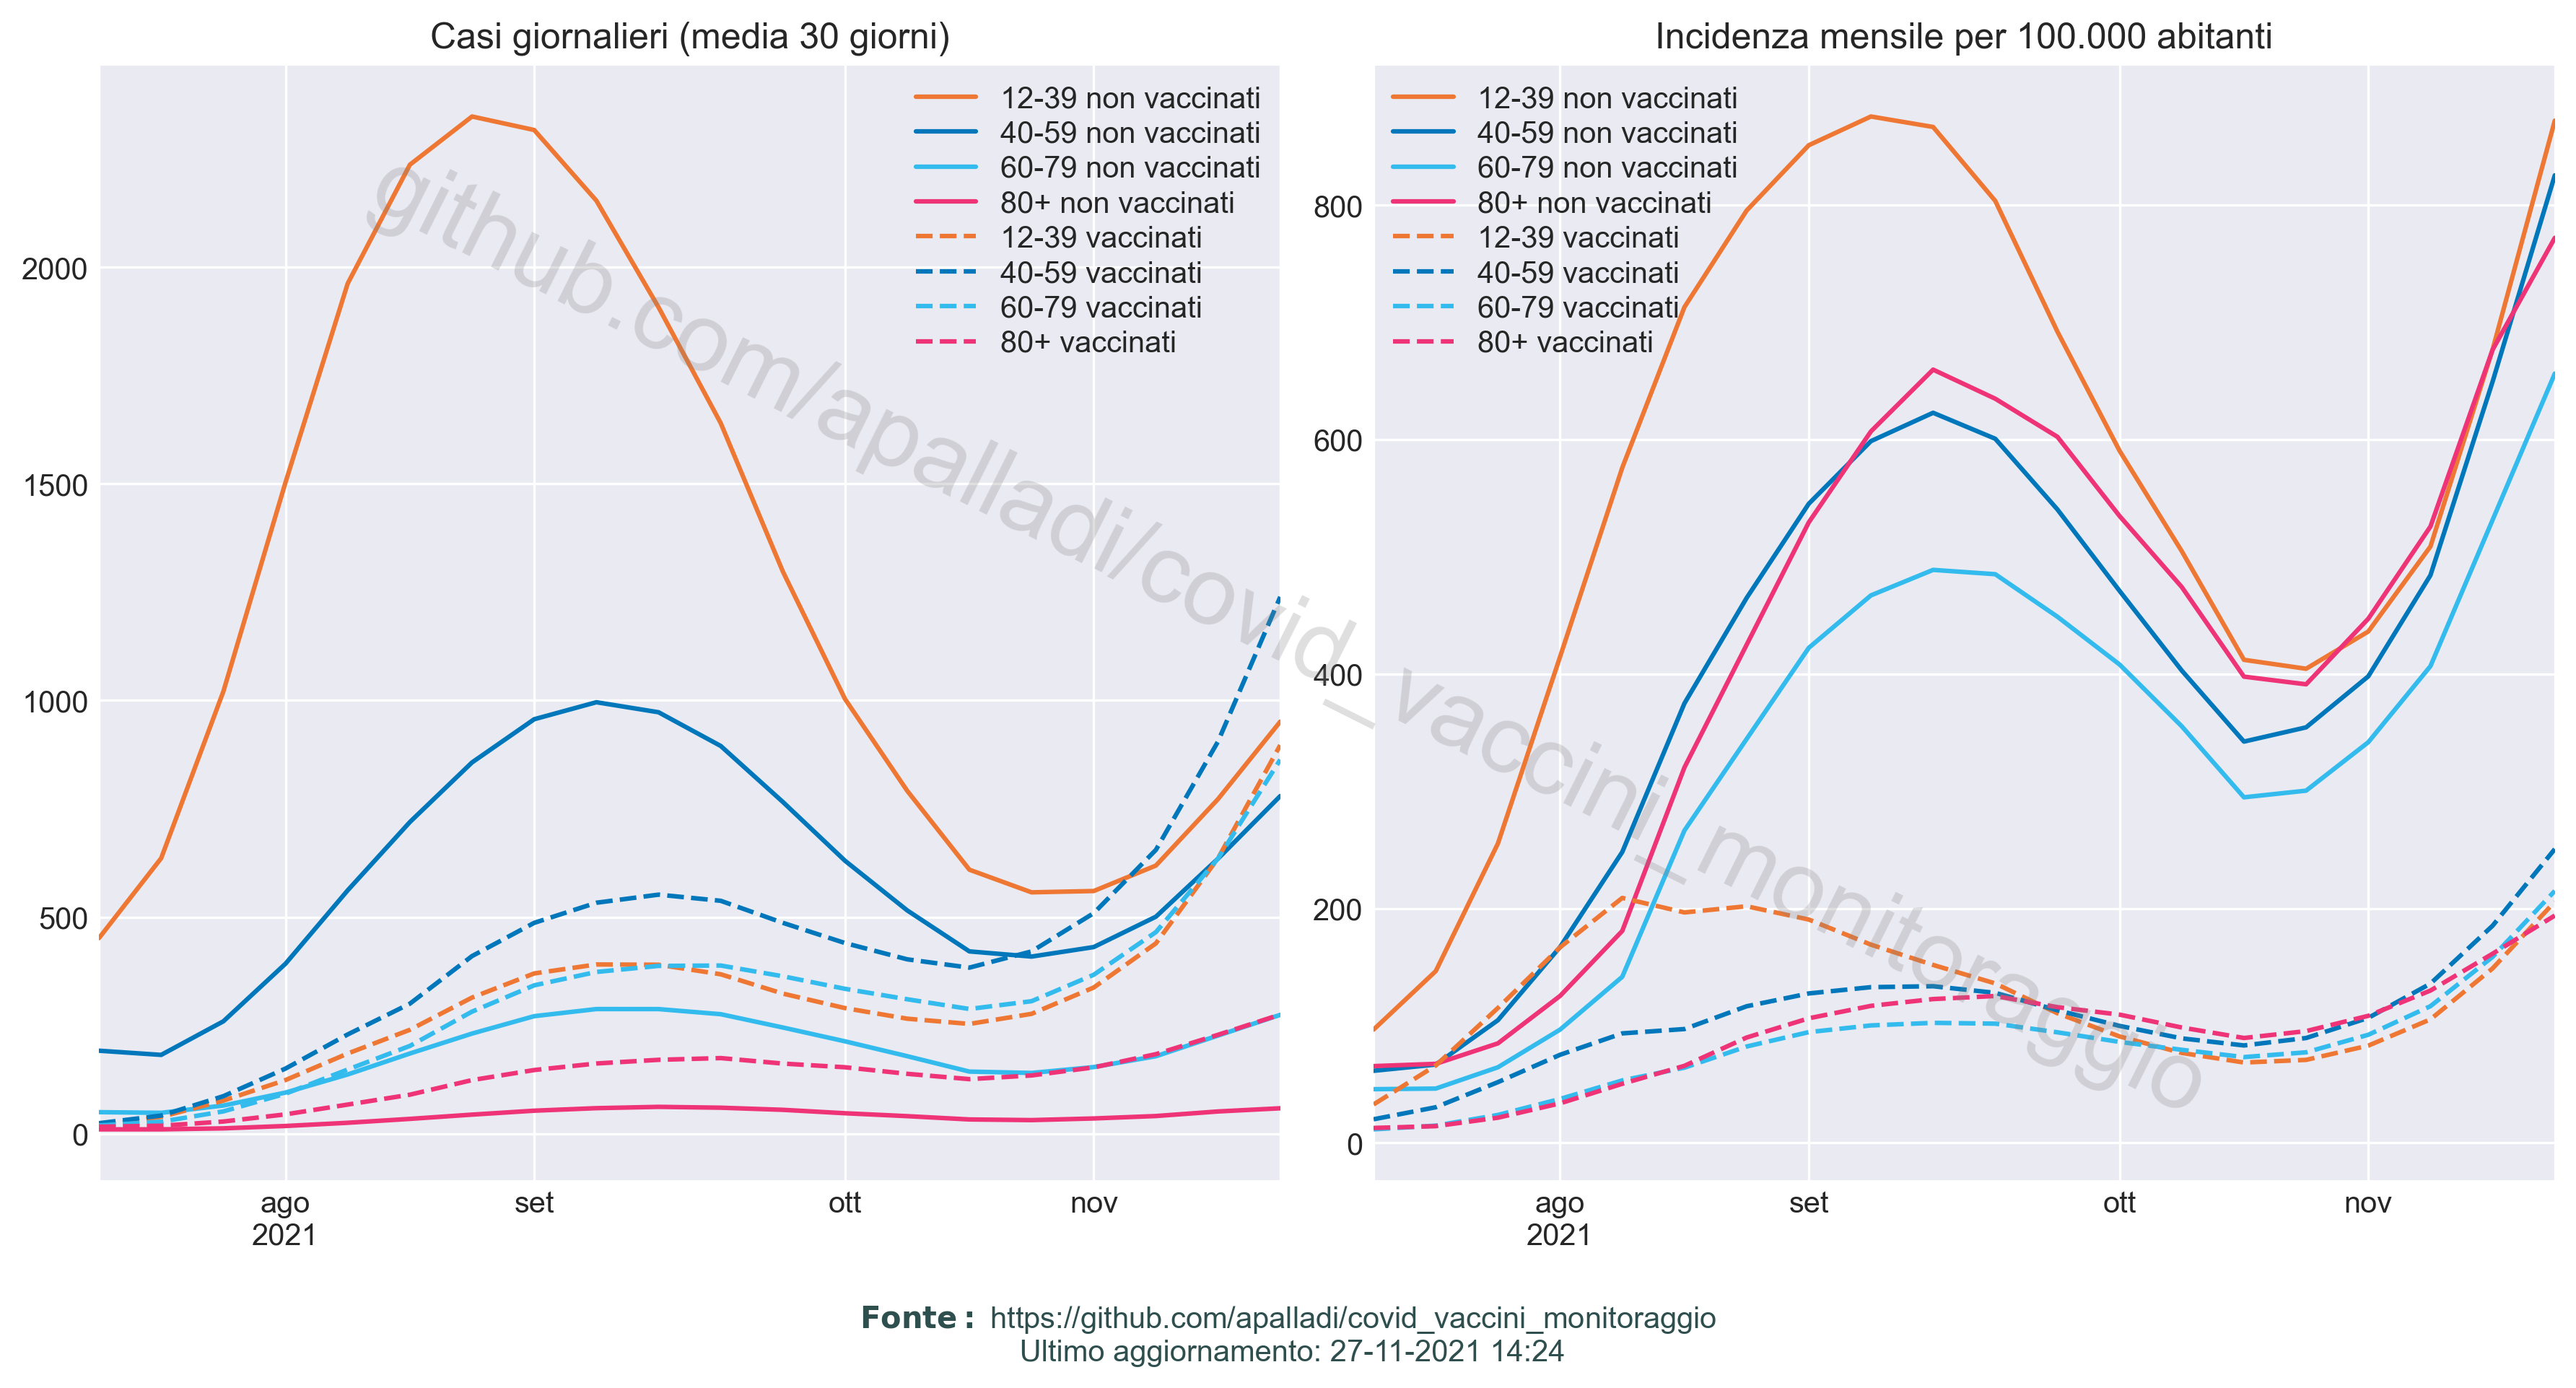 Casi giornalieri (media 30 giorni)
12-39 non vaccinati
40-59 non vaccinati
60-79 non vaccinati
80+ non vaccinati
12-39 vaccinati
40-59 vaccinati
60-79 vaccinati
80+ vaccinati
2000
1500
1000
500
0
ago
2021
set
ott
nov
Incidenza mensile per 100.000 abitanti
12-39 non vaccinati
40-59 non vaccinati
60-79 non vaccinati
80+ non vaccinati
12-39 vaccinati
40-59 vaccinati
60-79 vaccinati
80+ vaccinati
800
600
400
200
0
ago
2021
set
ott
nov
github.com/apalladi/covid_vaccini_monitoraggio
Fonte: https://github.com/apalladi/covid_vaccini_monitoraggio
Ultimo aggiornamento: 27-11-2021 14:24